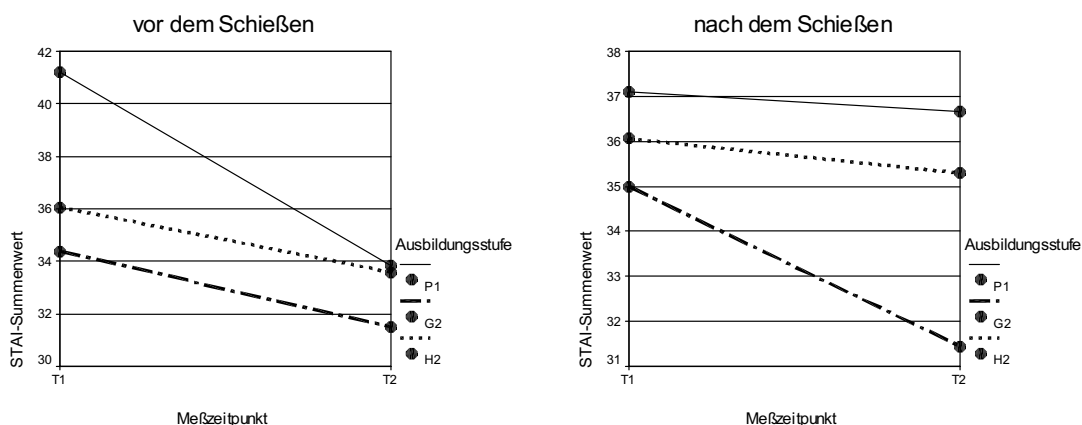 vor dem Schießen
42
40
38
36
34
32
30
STAI-Summenwert
T1
T2
Meßzeitpunkt
Ausbildungsstufe
P1
G2
H2
nach dem Schießen
38
37
36
35
34
33
32
31
STAI-Summenwert
T1
T2
Meßzeitpunkt
Ausbildungsstufe
P1
G2
H2